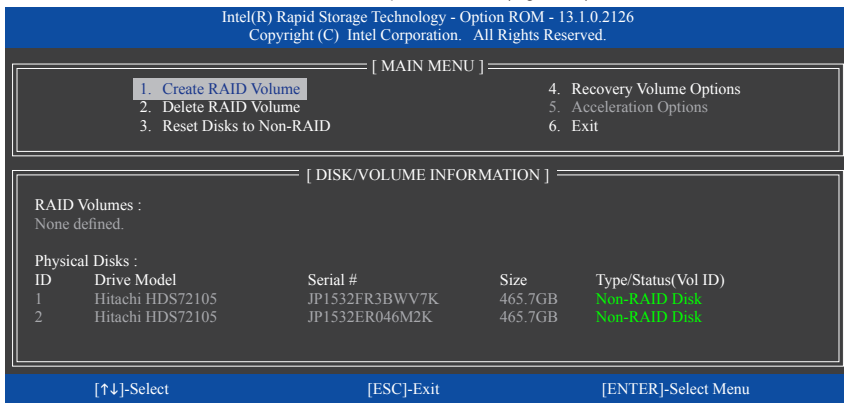 Intel(R) Rapid Storage Technology - Option ROM - 13.1.0.2126
Copyright (C) Intel Corporation. All Rights Reserved.
[ MAIN MENU ]
1. Create RAID Volume
2. Delete RAID Volume
3. Reset Disks to Non-RAID
4. Recovery Volume Options
5. Acceleration Options
6. Exit
[ DISK/VOLUME INFORMATION ]
RAID Volumes :
None defined.
Physical Disks :
ID Drive Model Serial # Size Type/Status(Vol ID)
1 Hitachi HDS72105 JP1532FR3BWV7K 465.7GB Non-RAID Disk
2 Hitachi HDS72105 JP1532ER046M2K 465.7GB Non-RAID Disk
[↑↓]-Select [ESC]-Exit [ENTER]-Select Menu